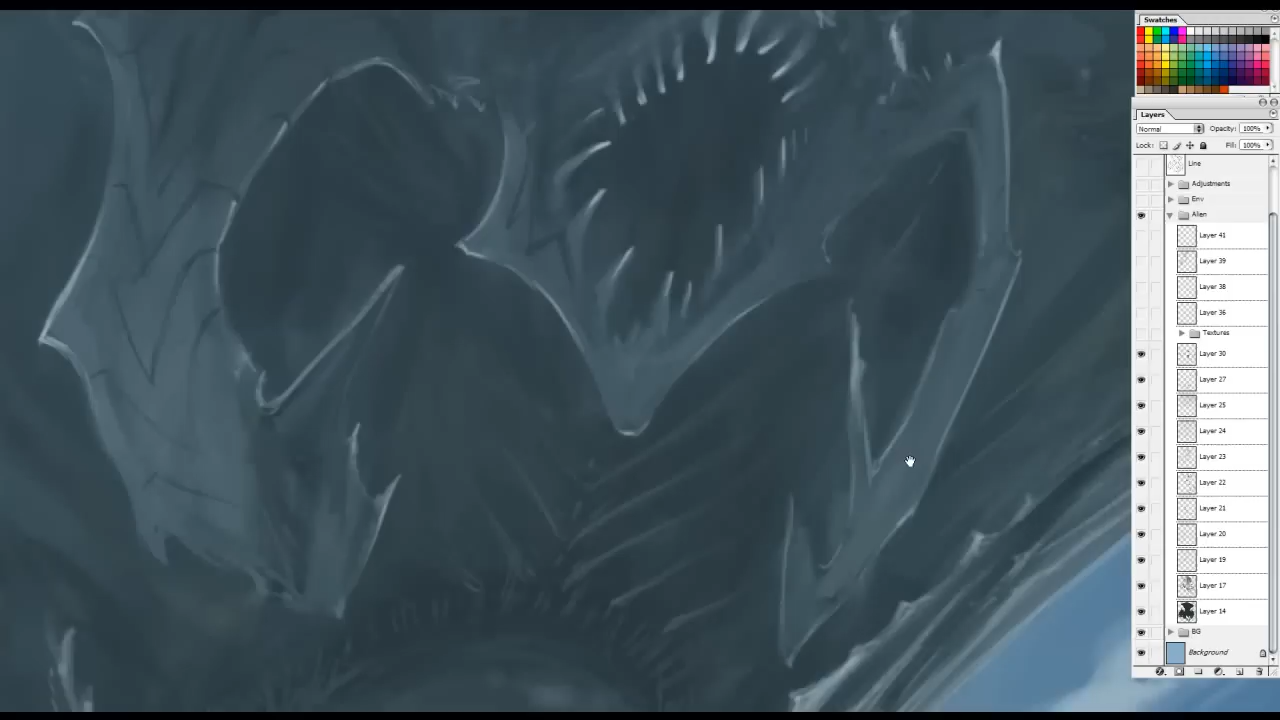 Swatches
Layers
Normal
Opacity: 100%
Lock:
Fill: 100%
Line
Adjustments
Env
Alien
Layer 41
Layer 39
Layer 38
Layer 36
Textures
Layer 30
Layer 27
Layer 25
Layer 24
Layer 23
Layer 22
Layer 21
Layer 20
Layer 19
Layer 17
Layer 14
BG
Background